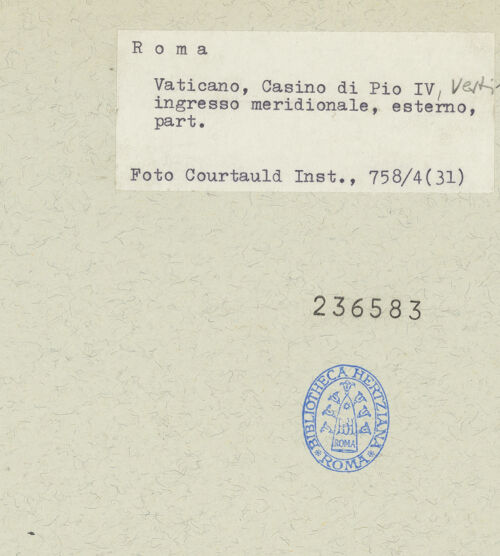 Roma
Vaticano, Casino di Pio IV,
ingresso meridionale, esterno,
part.
Foto Courtauld Inst., 758/4(31)
236583
BIBLIOTHECA HERTZIANA
ROMA
* ROMA *